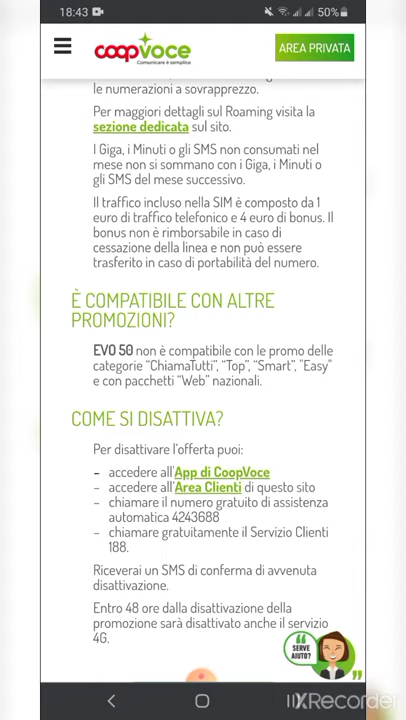 18:43
50%
coopvoce
Comunicare è semplice
AREA PRIVATA
le numerazioni a sovrapprezzo.
Per maggiori dettagli sul Roaming visita la
sezione dedicata sul sito.
I Giga, i Minuti o gli SMS non consumati nel
mese non si sommano con i Giga, i Minuti o
gli SMS del mese successivo.
Il traffico incluso nella SIM è composto da 1
euro di traffico telefonico e 4 euro di bonus. Il
bonus non è rimborsabile in caso di
cessazione della linea e non può essere
trasferito in caso di portabilità del numero.
È COMPATIBILE CON ALTRE
PROMOZIONI?
EVO 50 non è compatibile con le promo delle
categorie “ChiamaTutti”, “Top”, “Smart”, "Easy"
e con pacchetti “Web” nazionali.
COME SI DISATTIVA?
Per disattivare l’offerta puoi:
– accedere all’App di CoopVoce
– accedere all’Area Clienti di questo sito
– chiamare il numero gratuito di assistenza
automatica 4243688
– chiamare gratuitamente il Servizio Clienti
188.
Riceverai un SMS di conferma di avvenuta
disattivazione.
Entro 48 ore dalla disattivazione della
promozione sarà disattivato anche il servizio
4G.
SERVE
AIUTO?
XRecorder